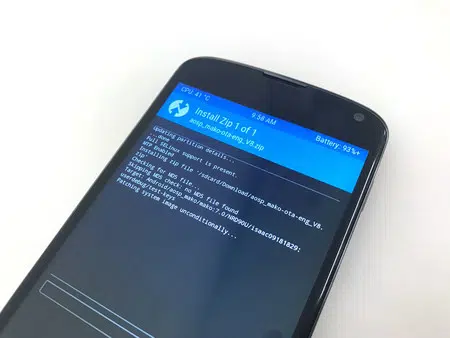 CPU: 41 °C
9:58 AM
Battery: 93%+
Install Zip 1 of 1
aosp_mako-ota-eng_V8.zip
Updating partition details...
...done
Full SELinux support is present.
MTP Enabled
Installing zip file '/sdcard/Download/aosp_mako-ota-eng_V8.
zip'
Checking for MD5 file...
Skipping MD5 check: no MD5 file found
Target: Android/aosp_mako/mako:7.0/NRD90U/isaac09181829:
userdebug/test-keys
Patching system image unconditionally...